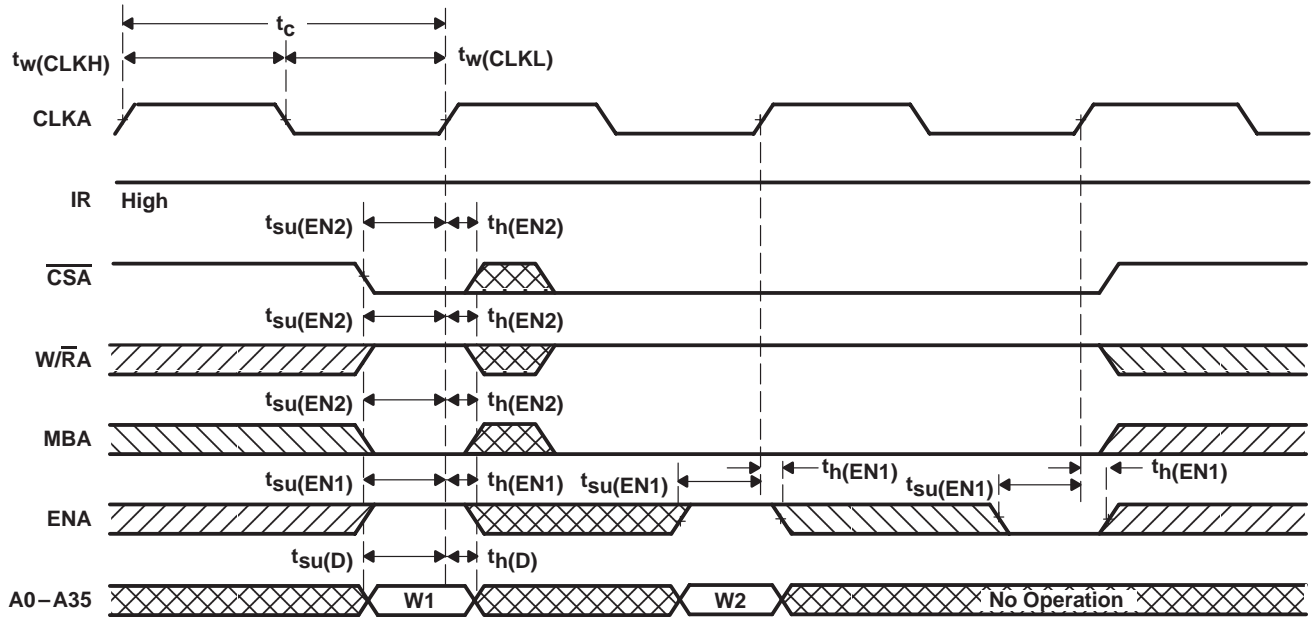 tc
tw(CLKH)
tw(CLKL)
CLKA
IR
High
tsu(EN2)
th(EN2)
CSA
tsu(EN2)
th(EN2)
W/RA
tsu(EN2)
th(EN2)
MBA
tsu(EN1)
th(EN1)
tsu(EN1)
th(EN1)
tsu(EN1)
th(EN1)
ENA
tsu(D)
th(D)
A0–A35
W1
W2
No Operation